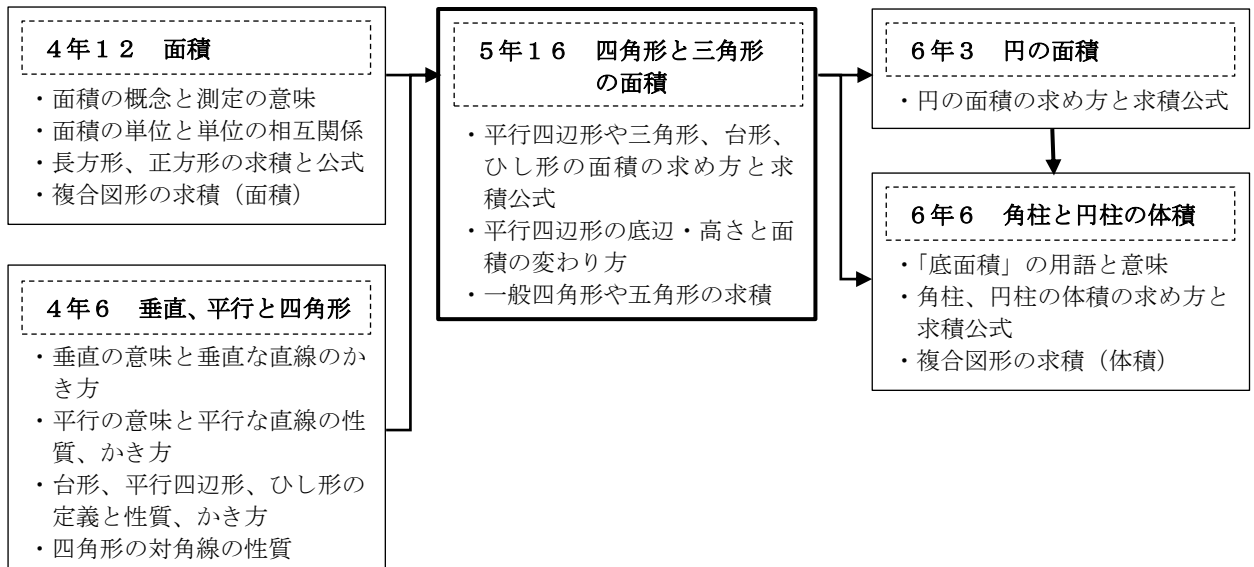 ４年１２　面積
・面積の概念と測定の意味
・面積の単位と単位の相互関係
・長方形、正方形の求積と公式
・複合図形の求積（面積）
４年６　垂直、平行と四角形
・垂直の意味と垂直な直線のか
き方
・平行の意味と平行な直線の性
質、かき方
・台形、平行四辺形、ひし形の
定義と性質、かき方
・四角形の対角線の性質
５年１６　四角形と三角形
の面積
・平行四辺形や三角形、台形、
ひし形の面積の求め方と求
積公式
・平行四辺形の底辺・高さと面
積の変わり方
・一般四角形や五角形の求積
６年３　円の面積
・円の面積の求め方と求積公式
６年６　角柱と円柱の体積
・「底面積」の用語と意味
・角柱、円柱の体積の求め方と
求積公式
・複合図形の求積（体積）